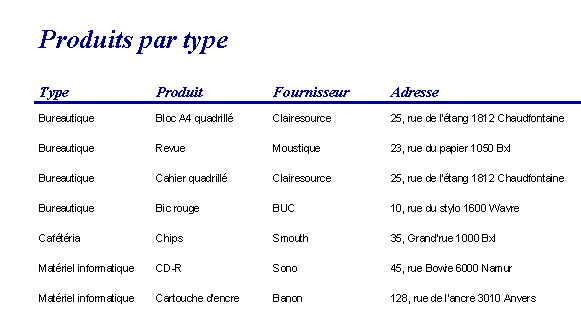 Produits par type
Type Produit Fournisseur Adresse
Bureautique Bloc A4 quadrillé Clairesource 25, rue de l'étang 1812 Chaudfontaine
Bureautique Revue Moustique 23, rue du papier 1050 Bxl
Bureautique Cahier quadrillé Clairesource 25, rue de l'étang 1812 Chaudfontaine
Bureautique Bic rouge BUC 10, rue du stylo 1600 Wavre
Cafétéria Chips Smouth 35, Grand'rue 1000 Bxl
Matériel informatique CD-R Sono 45, rue Bowie 6000 Namur
Matériel informatique Cartouche d'encre Banon 128, rue de l'ancre 3010 Anvers